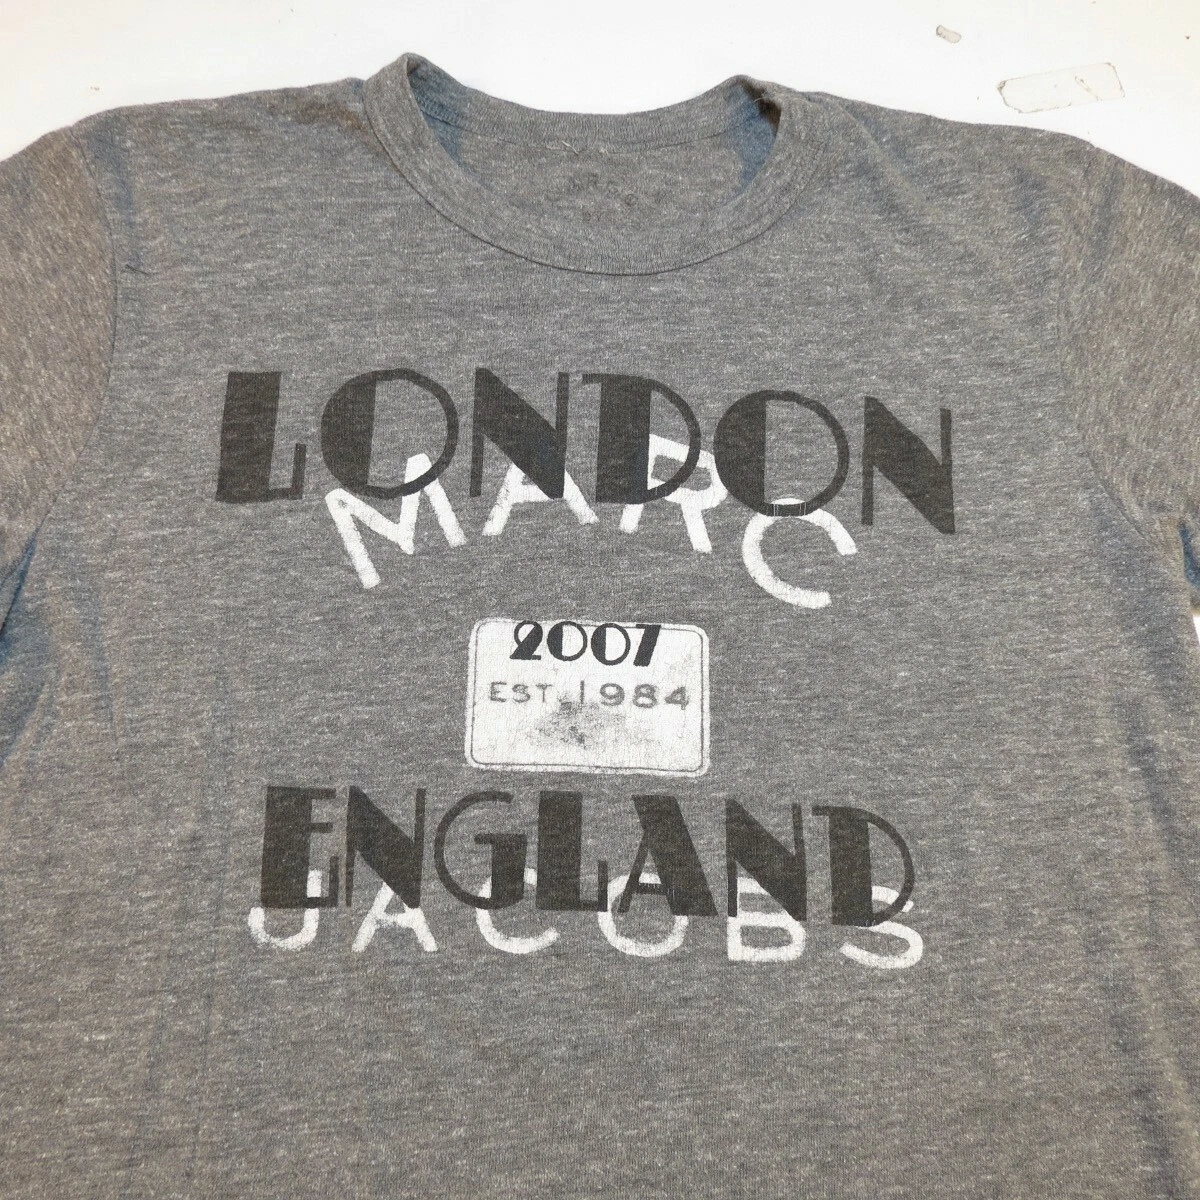 LONDON
MARC
2007
EST. 1984
ENGLAND
JACOBS